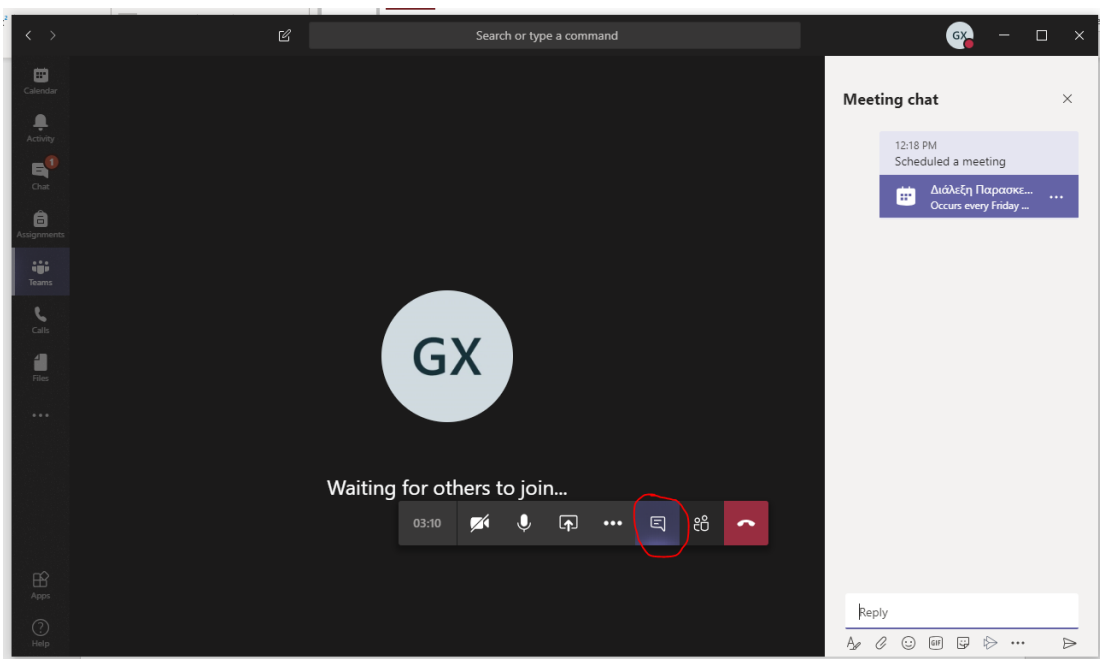 Search or type a command
GX
Calendar
Activity
1
Chat
Assignments
Teams
Calls
Files
Apps
Help
GX
Waiting for others to join...
03:10
Meeting chat
12:18 PM
Scheduled a meeting
Διάλεξη Παρασκε...
Occurs every Friday ...
Reply
GIF